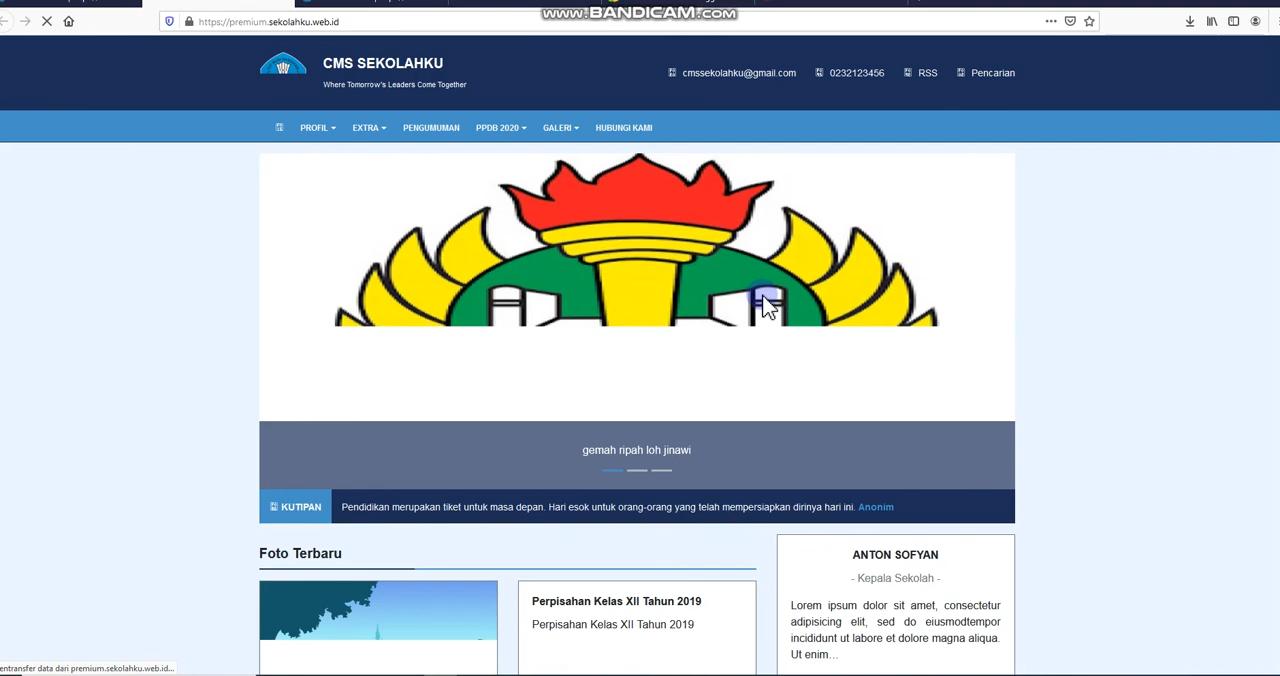 www.BANDICAM.com
https://premium.sekolahku.web.id
CMS SEKOLAHKU
Where Tomorrow's Leaders Come Together
cmssekolahku@gmail.com
0232123456
RSS
Pencarian
PROFIL
EXTRA
PENGUMUMAN
PPDB 2020
GALERI
HUBUNGI KAMI
gemah ripah loh jinawi
KUTIPAN
Pendidikan merupakan tiket untuk masa depan. Hari esok untuk orang-orang yang telah mempersiapkan dirinya hari ini. Anonim
Foto Terbaru
Perpisahan Kelas XII Tahun 2019
Perpisahan Kelas XII Tahun 2019
ANTON SOFYAN
- Kepala Sekolah -
Lorem ipsum dolor sit amet, consectetur
adipisicing elit, sed do eiusmodtempor
incididunt ut labore et dolore magna aliqua.
Ut enim...
entransfer data dari premium.sekolahku.web.id...